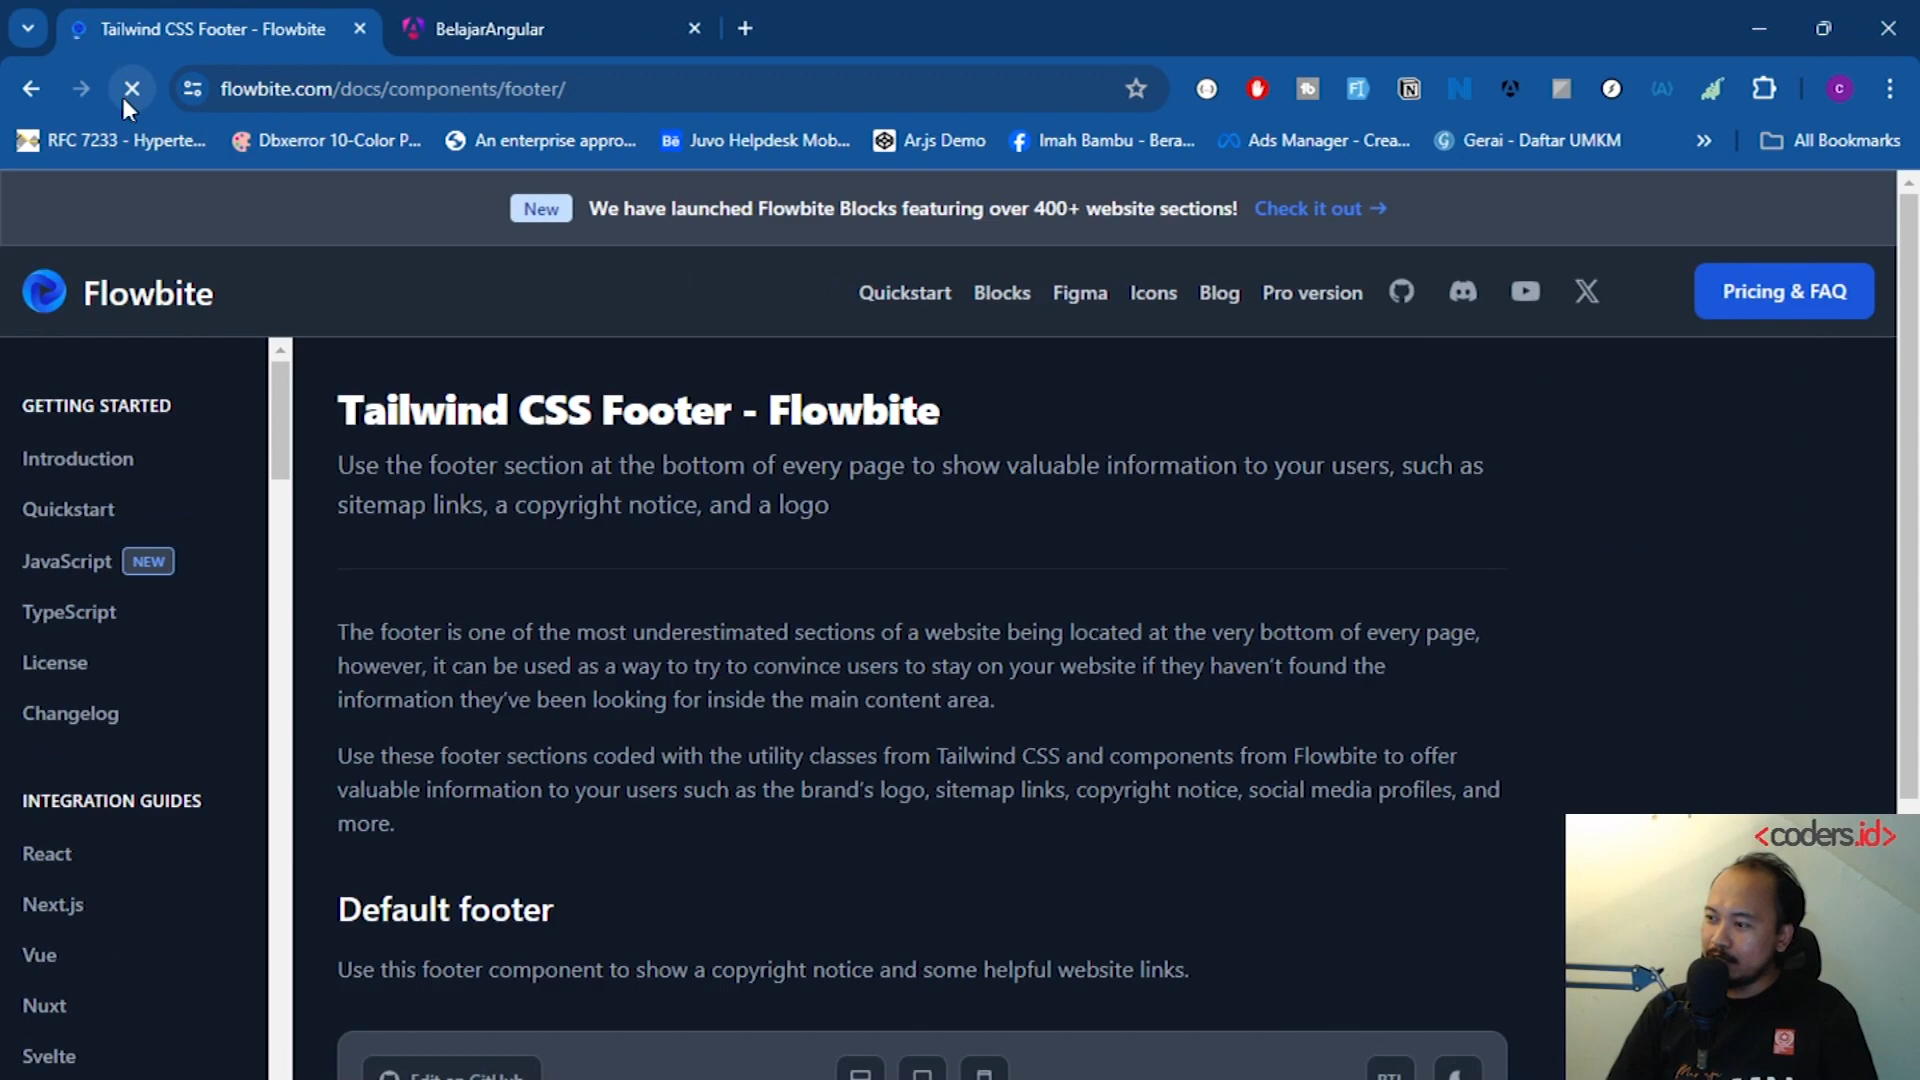 Tailwind CSS Footer - Flowbite
BelajarAngular
flowbite.com/docs/components/footer/
RFC 7233 - Hyperte...
Dbxerror 10-Color P...
An enterprise appro...
Bē Juvo Helpdesk Mob...
Ar.js Demo
Imah Bambu - Bera...
Ads Manager - Crea...
Gerai - Daftar UMKM
All Bookmarks
New We have launched Flowbite Blocks featuring over 400+ website sections! Check it out →
Flowbite
Quickstart Blocks Figma Icons Blog Pro version
Pricing & FAQ
GETTING STARTED
Introduction
Quickstart
JavaScript NEW
TypeScript
License
Changelog
INTEGRATION GUIDES
React
Next.js
Vue
Nuxt
Svelte
Tailwind CSS Footer - Flowbite
Use the footer section at the bottom of every page to show valuable information to your users, such as
sitemap links, a copyright notice, and a logo
The footer is one of the most underestimated sections of a website being located at the very bottom of every page,
however, it can be used as a way to try to convince users to stay on your website if they haven't found the
information they've been looking for inside the main content area.
Use these footer sections coded with the utility classes from Tailwind CSS and components from Flowbite to offer
valuable information to your users such as the brand's logo, sitemap links, copyright notice, social media profiles, and
more.
Default footer
Use this footer component to show a copyright notice and some helpful website links.
Edit on GitHub
RTL
<coders.id>